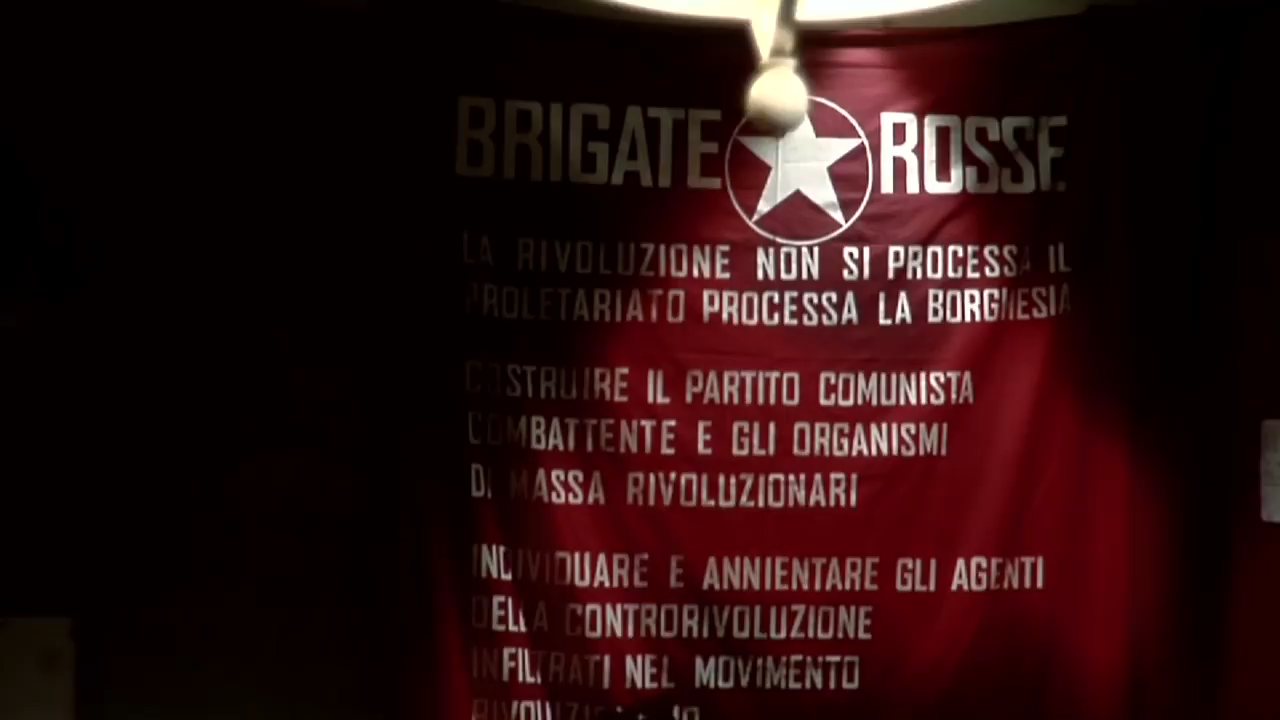 BRIGATE ROSSE
LA RIVOLUZIONE NON SI PROCESSA IL
PROLETARIATO PROCESSA LA BORGHESIA
COSTRUIRE IL PARTITO COMUNISTA
COMBATTENTE E GLI ORGANISMI
DI MASSA RIVOLUZIONARI
INDIVIDUARE E ANNIENTARE GLI AGENTI
DELLA CONTRORIVOLUZIONE
INFILTRATI NEL MOVIMENTO